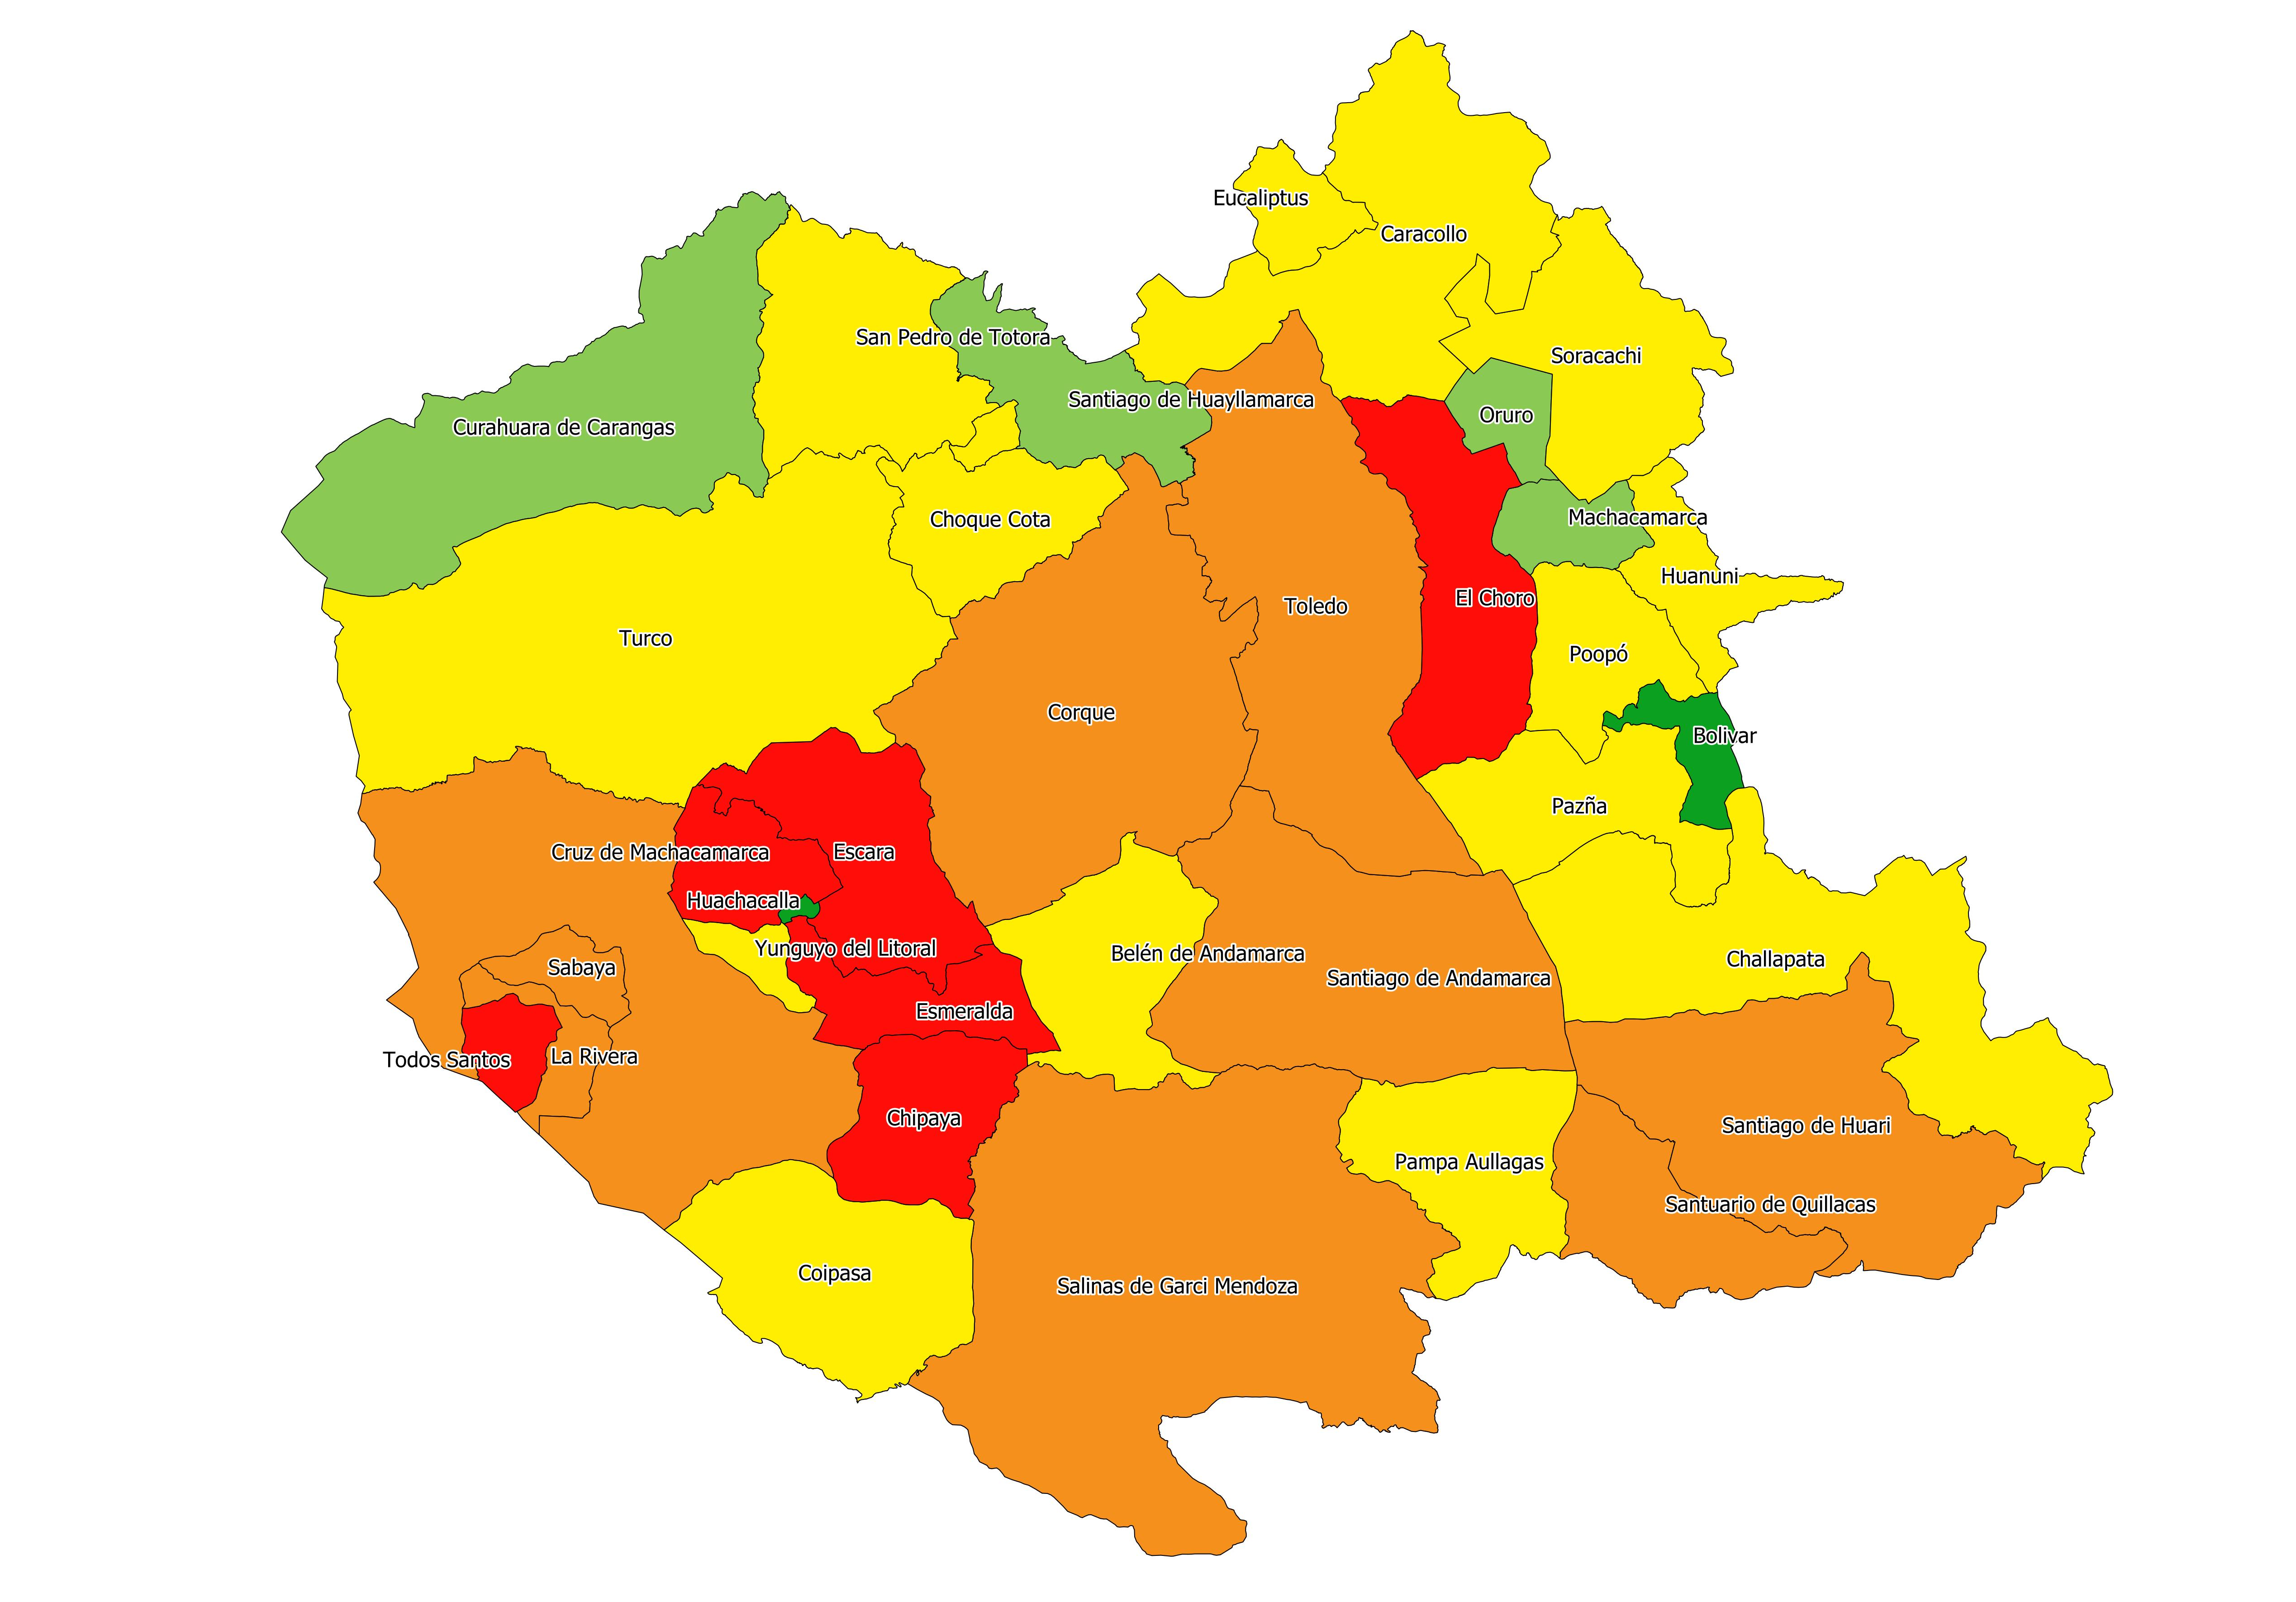 Eucaliptus
Caracollo
San Pedro de Totora
Soracachi
Santiago de Huayllamarca
Oruro
Curahuara de Carangas
Choque Cota
Machacamarca
Huanuni
El Choro
Toledo
Turco
Poopó
Corque
Bolivar
Pazña
Cruz de Machacamarca
Escara
Huachacalla
Yunguyo del Litoral
Belén de Andamarca
Challapata
Sabaya
Santiago de Andamarca
Esmeralda
Todos Santos
La Rivera
Chipaya
Santiago de Huari
Pampa Aullagas
Santuario de Quillacas
Coipasa
Salinas de Garci Mendoza